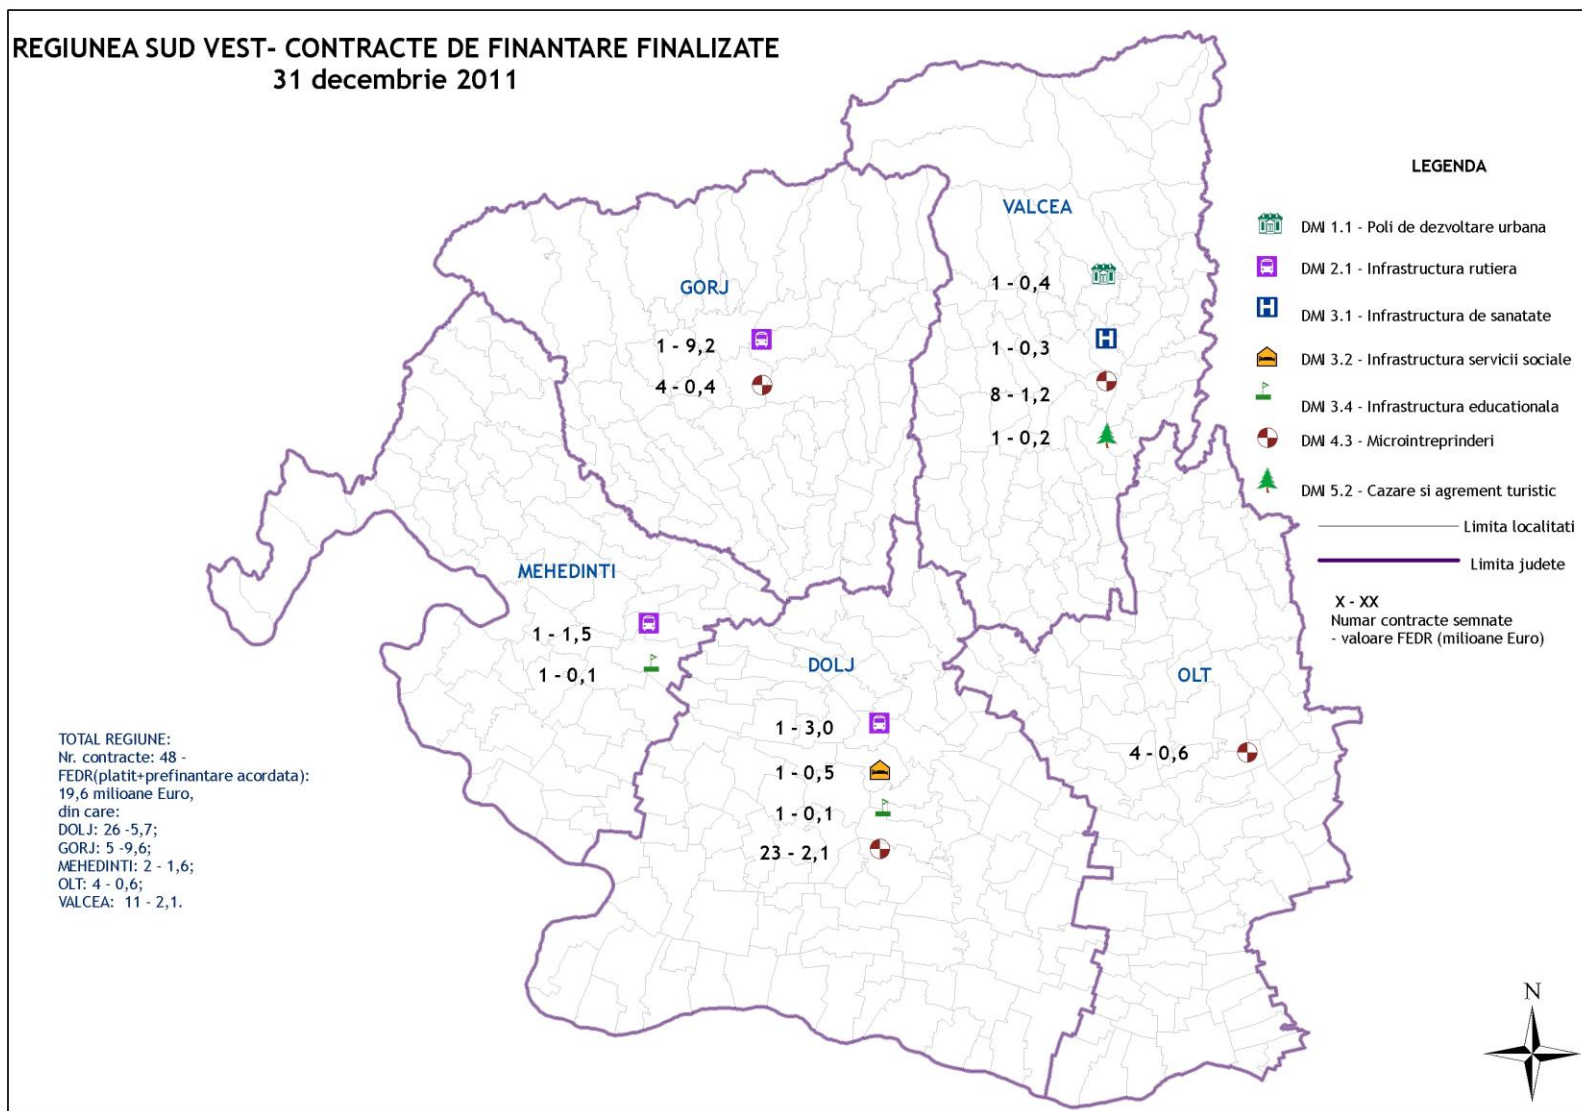 REGIUNEA SUD VEST- CONTRACTE DE FINANTARE FINALIZATE
31 decembrie 2011
VALCEA
1 - 0,4
1 - 0,3
8 - 1,2
1 - 0,2
GORJ
1 - 9,2
4 - 0,4
MEHEDINTI
1 - 1,5
1 - 0,1
DOLJ
1 - 3,0
1 - 0,5
1 - 0,1
23 - 2,1
OLT
4 - 0,6
LEGENDA
DMI 1.1 - Poli de dezvoltare urbana
DMI 2.1 - Infrastructura rutiera
H
DMI 3.1 - Infrastructura de sanatate
H
DMI 3.2 - Infrastructura servicii sociale
DMI 3.4 - Infrastructura educationala
DMI 4.3 - Microintreprinderi
DMI 5.2 - Cazare si agrement turistic
Limita localitati
Limita judete
X - XX
Numar contracte semnate
- valoare FEDR (milioane Euro)
TOTAL REGIUNE:
Nr. contracte: 48 -
FEDR(platit+prefinantare acordata):
19,6 milioane Euro,
din care:
DOLJ: 26 -5,7;
GORJ: 5 -9,6;
MEHEDINTI: 2 - 1,6;
OLT: 4 - 0,6;
VALCEA: 11 - 2,1.
N